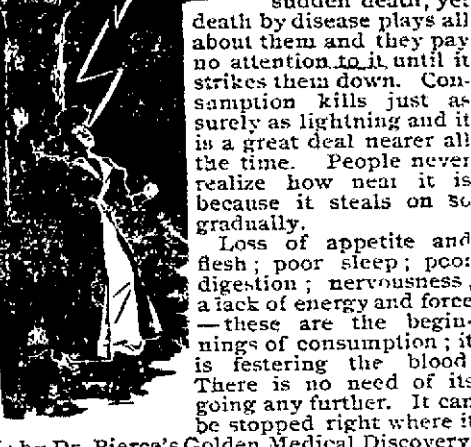 sudden death, yet
death by disease plays all
about them and they pay
no attention to it until it
strikes them down. Con-
sumption kills just as
surely as lightning and it
is a great deal nearer all
the time. People never
realize how near it is
because it steals on so
gradually.
Loss of appetite and
flesh; poor sleep; poor
digestion; nervousness,
a lack of energy and force
—these are the begin-
nings of consumption; it
is festering the blood
There is no need of its
going any further. It can
be stopped right where i
by Dr. Pierce's Golden Medical Discovery